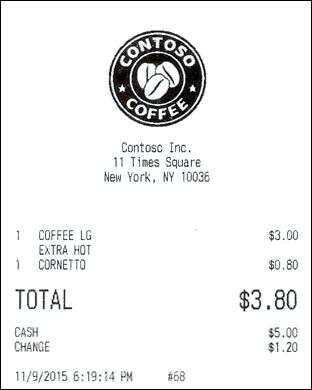 CONTOSO
COFFEE
Contoso Inc.
11 Times Square
New York, NY 10036
1 COFFEE LG $3.00
EXTRA HOT
1 CORNETTO $0.80
TOTAL $3.80
CASH $5.00
CHANGE $1.20
11/9/2015 6:19:14 PM #68